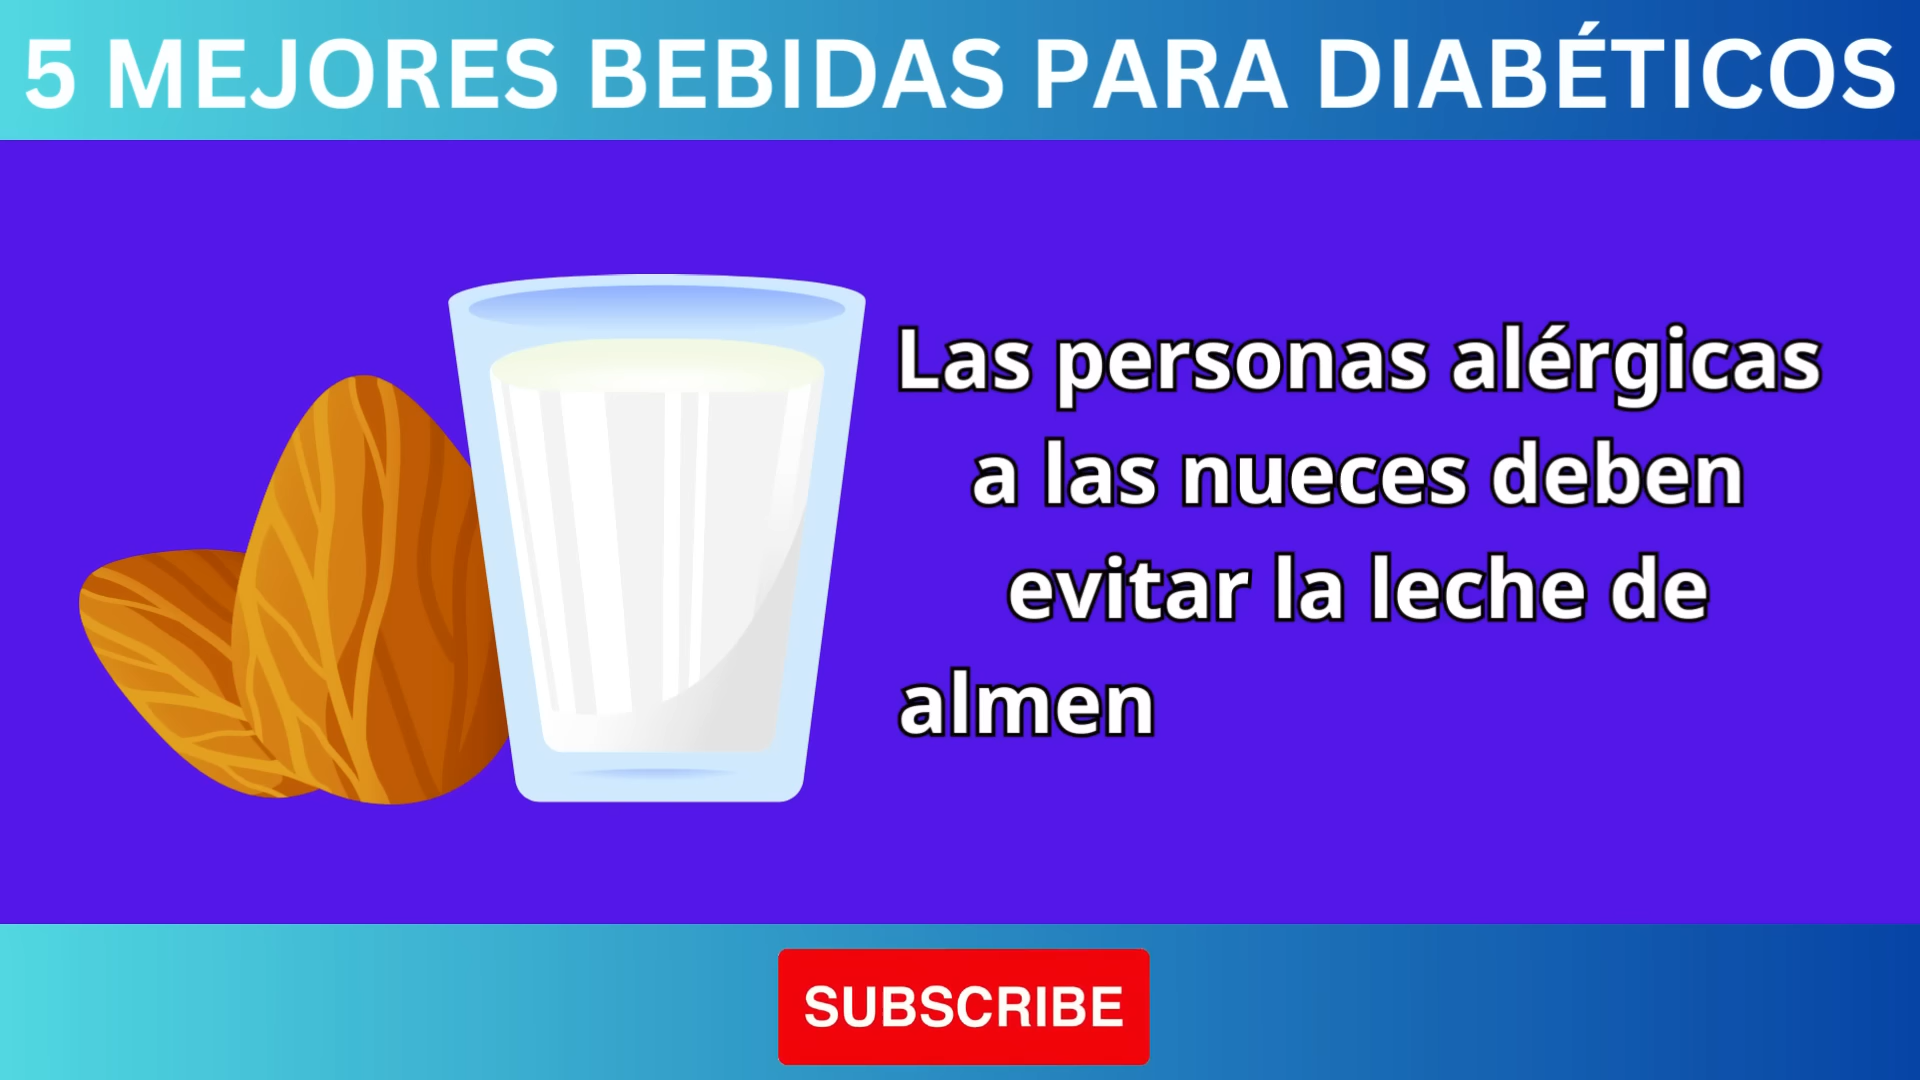 5 MEJORES BEBIDAS PARA DIABÉTICOS
Las personas alérgicas
a las nueces deben
evitar la leche de
almen
SUBSCRIBE